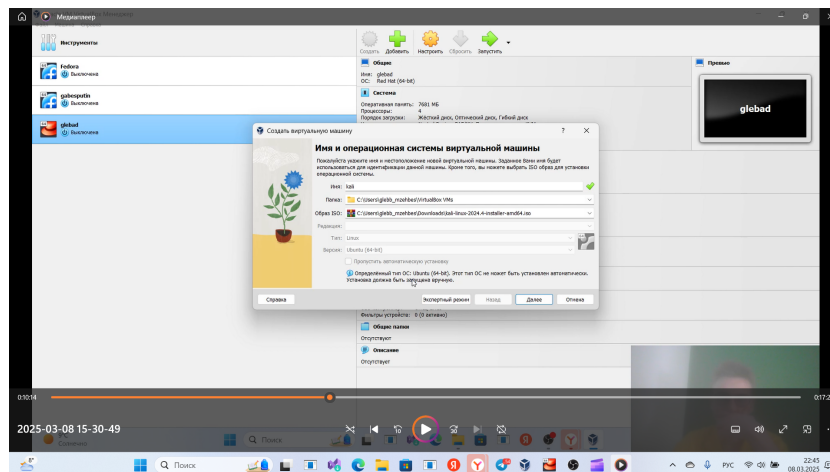 Медиаплеер
Инструменты
Fedora
Выключена
gabesputin
Выключена
glebad
Выключена
Создать Добавить Настроить Сбросить Запустить
Общие
Имя: glebad
ОС: Red Hat (64-bit)
Система
Оперативная память: 7681 МБ
Процессоры: 4
Порядок загрузки: Жёсткий диск, Оптический диск, Гибкий диск
Превью
glebad
Создать виртуальную машину
Имя и операционная системы виртуальной машины
Пожалуйста укажите имя и местоположение новой виртуальной машины. Заданное Вами имя будет
использоваться для идентификации данной машины. Кроме того, вы можете выбрать ISO образ для установки
операционной системы.
Имя: kali
Папка: C:\Users\glebb_mzehbes\VirtualBox VMs
Образ ISO: C:\Users\glebb_mzehbes\Downloads\kali-linux-2024.4-installer-amd64.iso
Редакция:
Тип: Linux
Версия: Ubuntu (64-bit)
Пропустить автоматическую установку
Определённый тип ОС: Ubuntu (64-bit). Этот тип ОС не может быть установлен автоматически.
Установка должна быть запущена вручную.
Справка Экспертный режим Назад Далее Отмена
Фильтры устройств: 0 (0 активно)
Общие папки
Отсутствуют
Описание
Отсутствует
0:10:14
2025-03-08 15-30-49
10 30
Поиск
8°
Поиск
РУС
22:45
08.03.2025